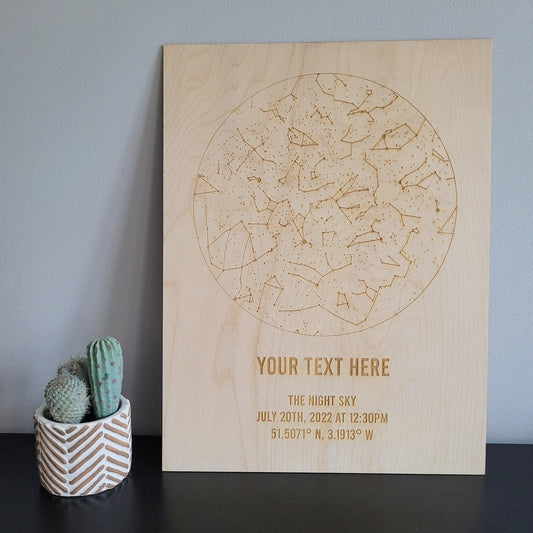 YOUR TEXT HERE
THE NIGHT SKY
JULY 20TH, 2022 AT 12:30PM
51.5071° N, 3.1913° W